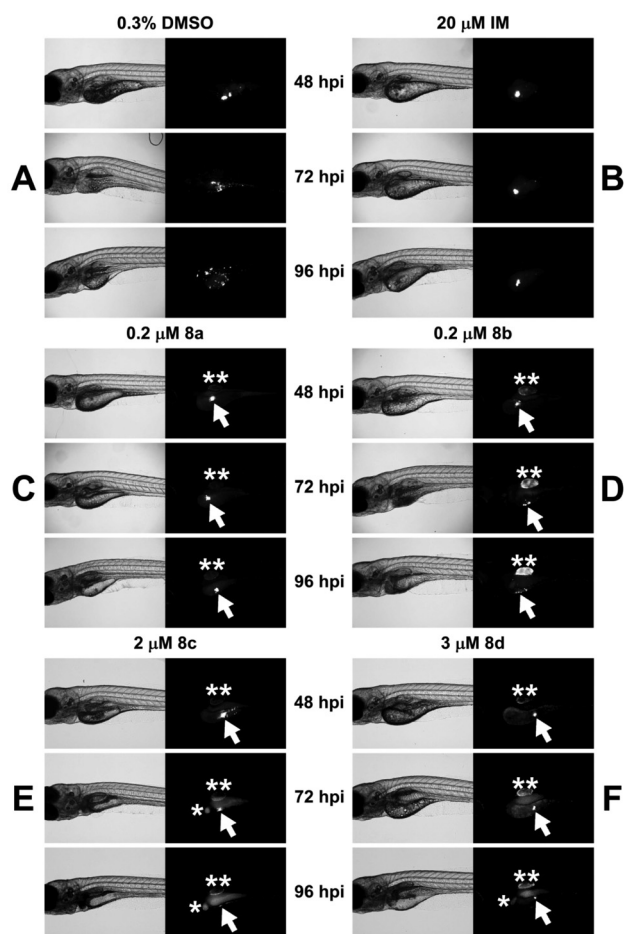 0.3% DMSO
20 μM IM
48 hpi
A
72 hpi
B
96 hpi
0.2 μM 8a
0.2 μM 8b
**
**
48 hpi
C
**
72 hpi
**
D
**
96 hpi
**
2 μM 8c
3 μM 8d
**
48 hpi
**
E
**
*
72 hpi
**
F
**
*
96 hpi
**
*